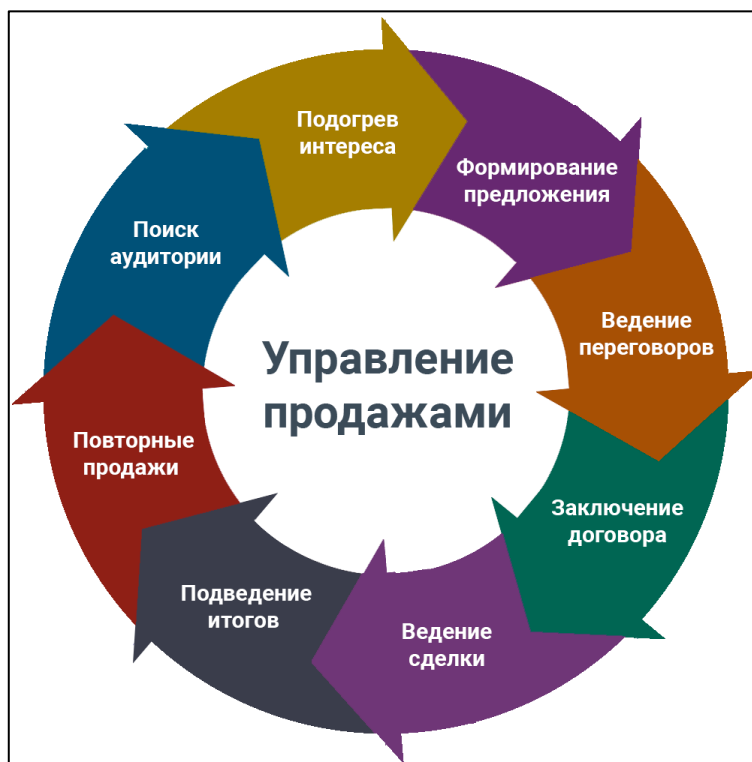 Подогрев
интереса
Формирование
предложения
Ведение
переговоров
Заключение
договора
Ведение
сделки
Подведение
итогов
Повторные
продажи
Поиск
аудитории
Управление
продажами